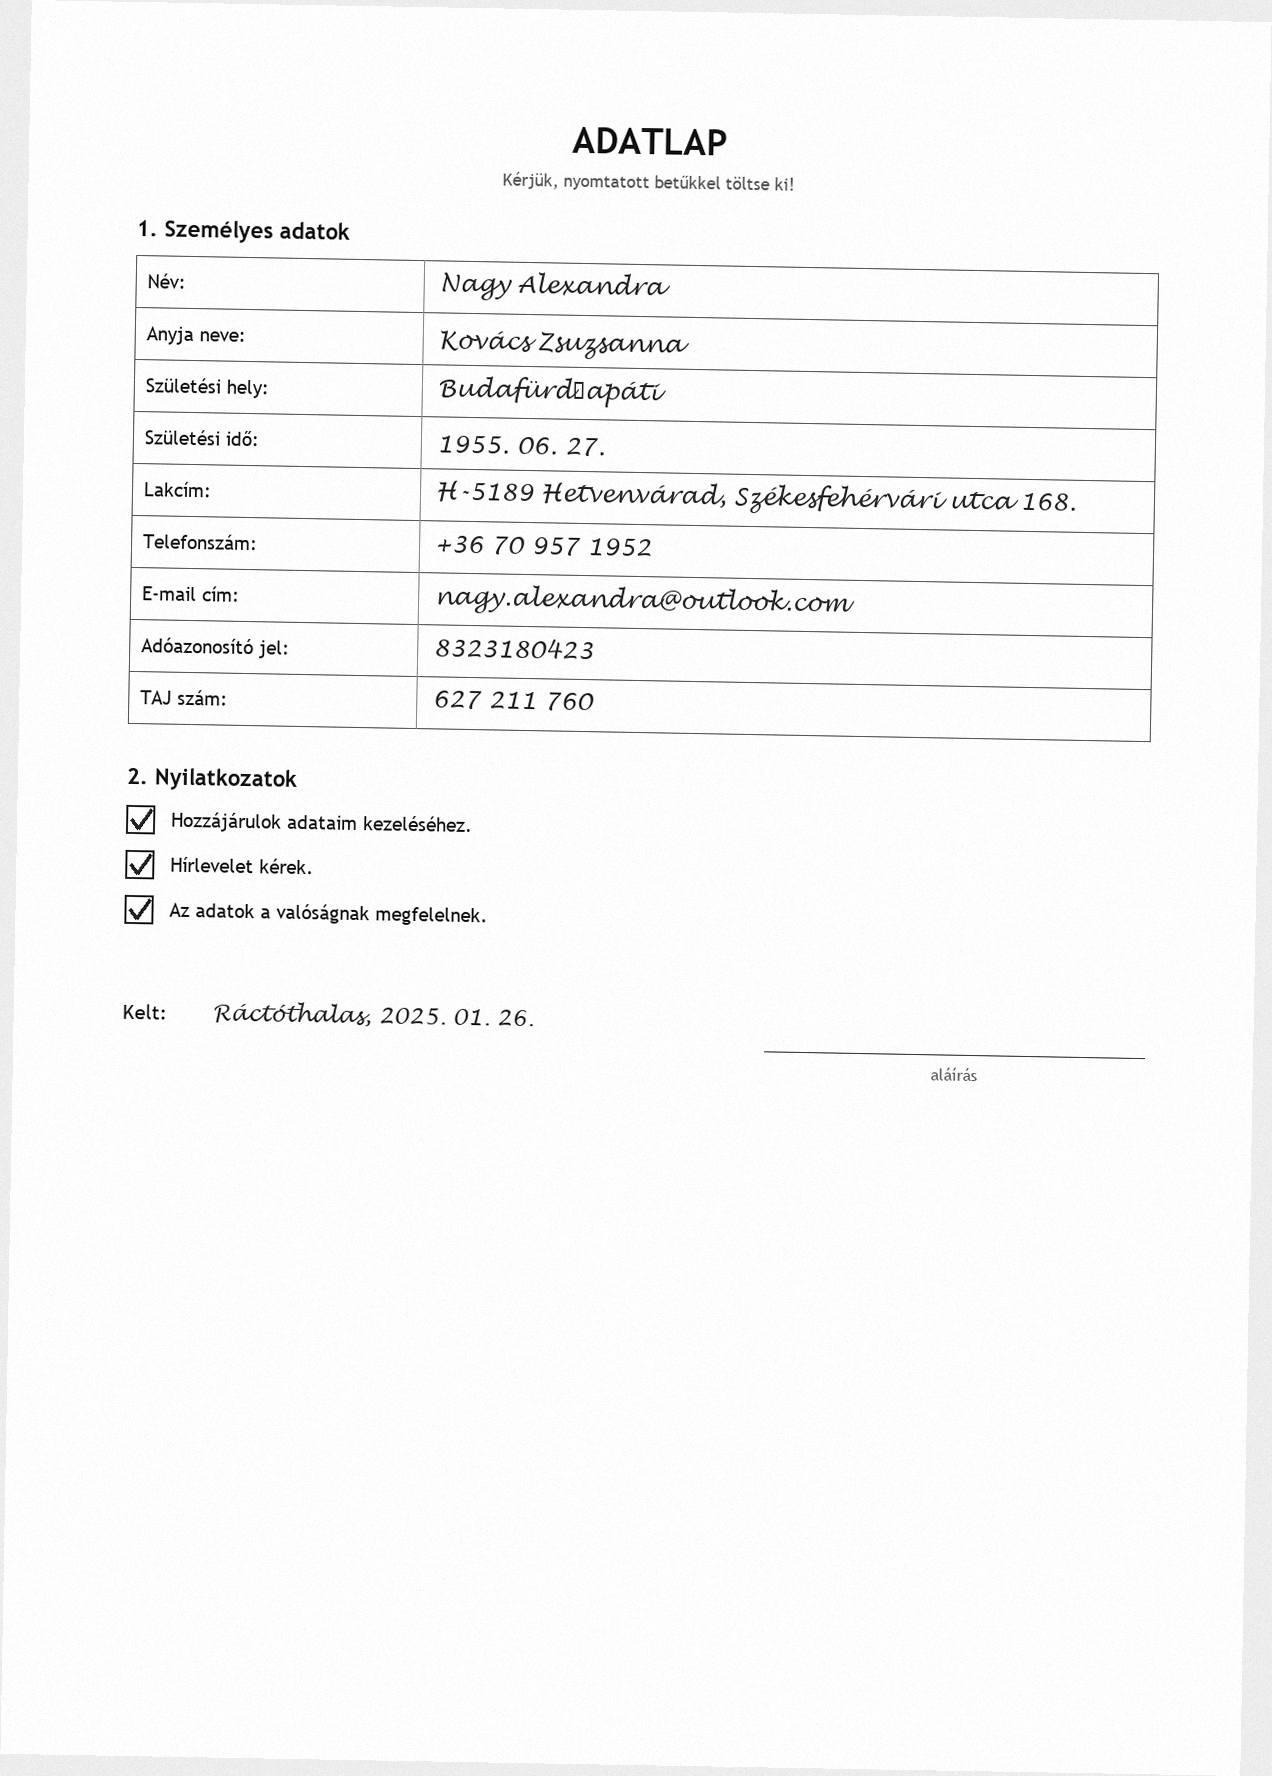 ADATLAP
Kérjük, nyomtatott betűkkel töltse ki!
1. Személyes adatok
Név: Nagy Alexandra
Anyja neve: Kovács Zsuzsanna
Születési hely:
Születési idő: 1955. 06. 27.
Lakcím: H-5189 Hetvenvárad, Székesfehérvári utca 168.
Telefonszám: +36 70 957 1952
E-mail cím: nagy.alexandra@outlook.com
Adóazonosító jel: 8323180423
TAJ szám: 627 211 760
2. Nyilatkozatok
Hozzájárulok adataim kezeléséhez.
Hírlevelet kérek.
Az adatok a valóságnak megfelelnek.
Kelt: Ráctóthalas, 2025. 01. 26.
aláírás